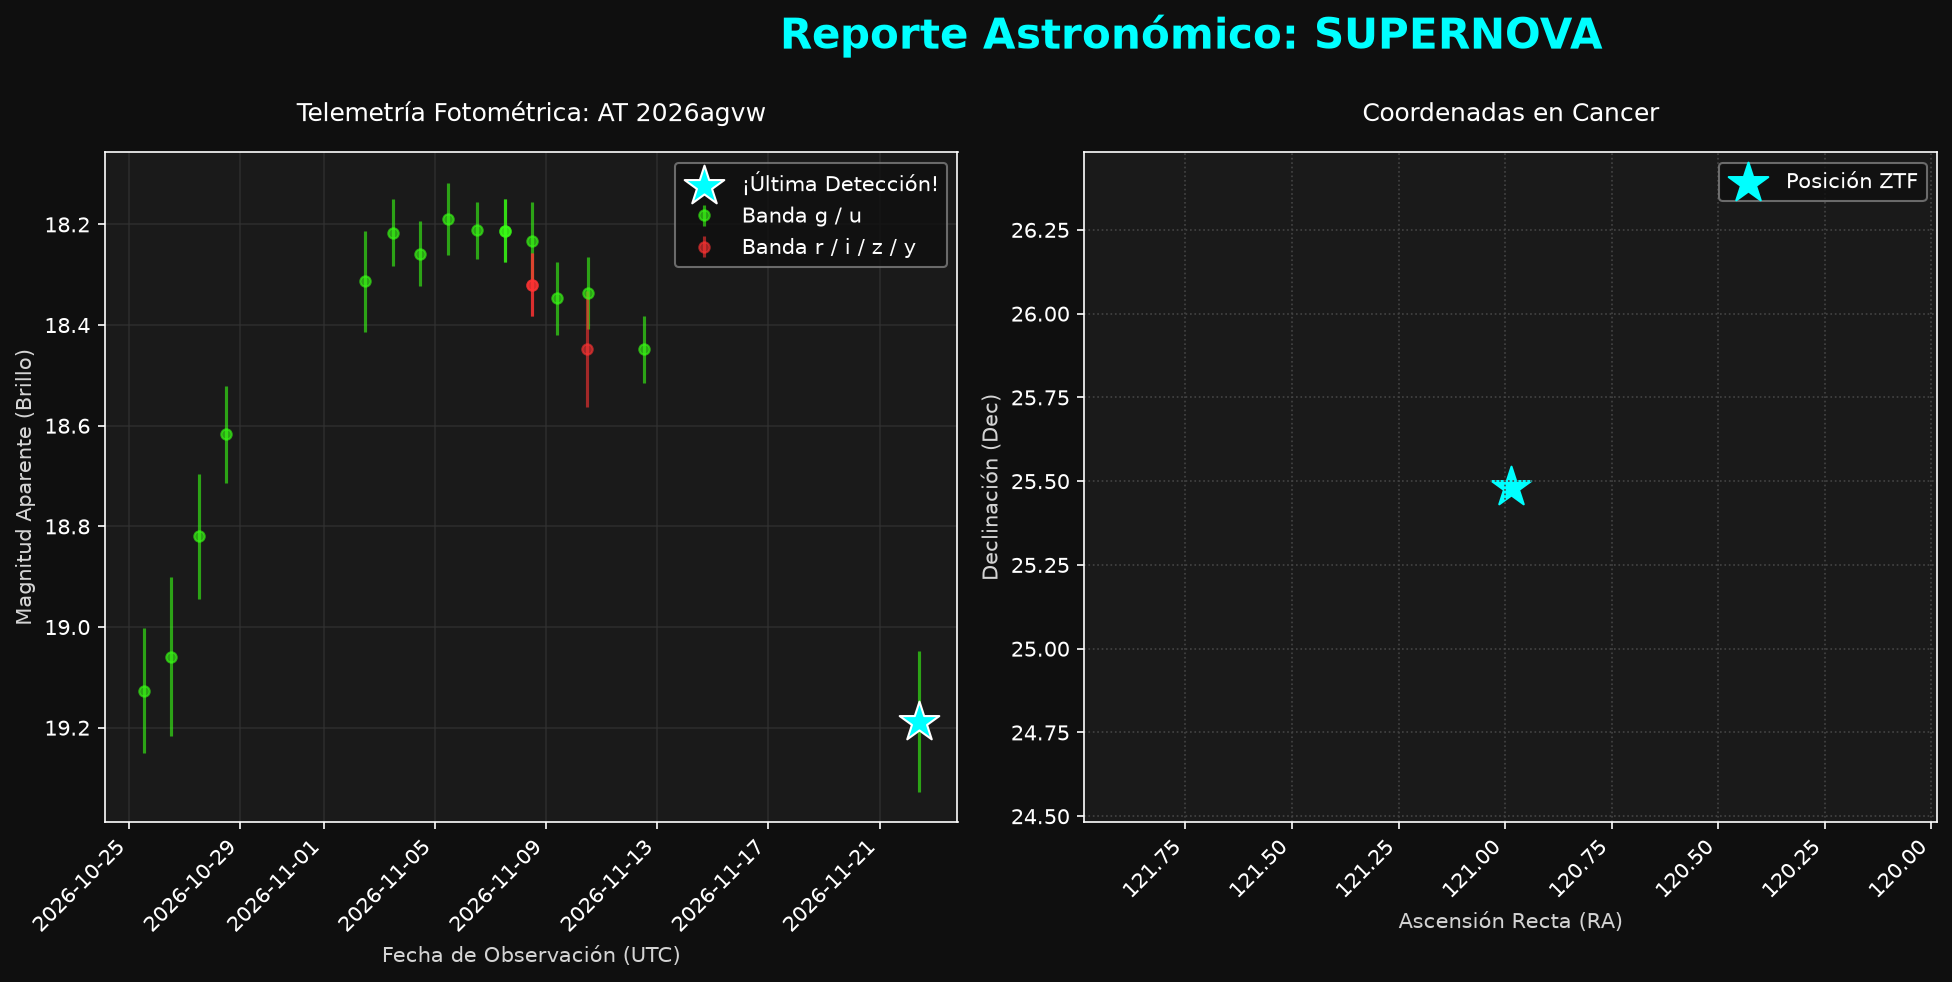 Reporte Astronómico: SUPERNOVA
Telemetría Fotométrica: AT 2026agvw
¡Última Detección!
Banda g / u
Banda r / i / z / y
Magnitud Aparente (Brillo)
18.2
18.4
18.6
18.8
19.0
19.2
2026-10-25
2026-10-29
2026-11-01
2026-11-05
2026-11-09
2026-11-13
2026-11-17
2026-11-21
Fecha de Observación (UTC)
Coordenadas en Cancer
Posición ZTF
Declinación (Dec)
26.25
26.00
25.75
25.50
25.25
25.00
24.75
24.50
121.75
121.50
121.25
121.00
120.75
120.50
120.25
120.00
Ascensión Recta (RA)